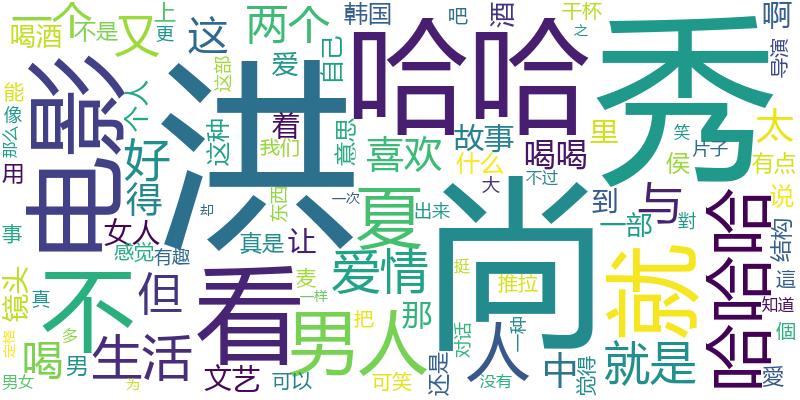 一个
又
这
两个
韩国
吧
酒
干杯
啊
喝酒
不是
上
更
爱
自己
之
导演
哈哈
秀
电影
洪
能
像
那么
用
个人
这部
这种
着
我们
意思
故事
里
太
喝喝
笑
片子
有点
好
得
喜欢
什么
侯
说
大
不过
尚
夏
与
到
一部
對
哈哈哈
结构
女人
感觉
有趣
却
东西
一次
出来
真是
让
事
镜头
真
不
但
看
麦
一样
爱情
那
推拉
就
這
知道
個
愛
挺
人
一种
中
觉得
就是
对话
把
男人
生活
喝
男
多
男女
为
文艺
可以
可笑
还是
没有